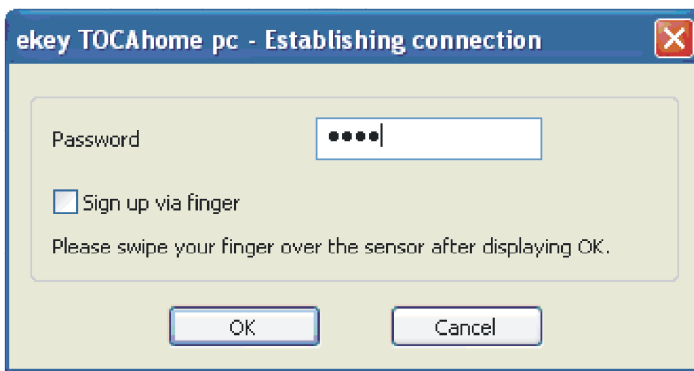 ekey TOCAhome pc - Establishing connection
Password ●●●●
Sign up via finger
Please swipe your finger over the sensor after displaying OK.
OK Cancel